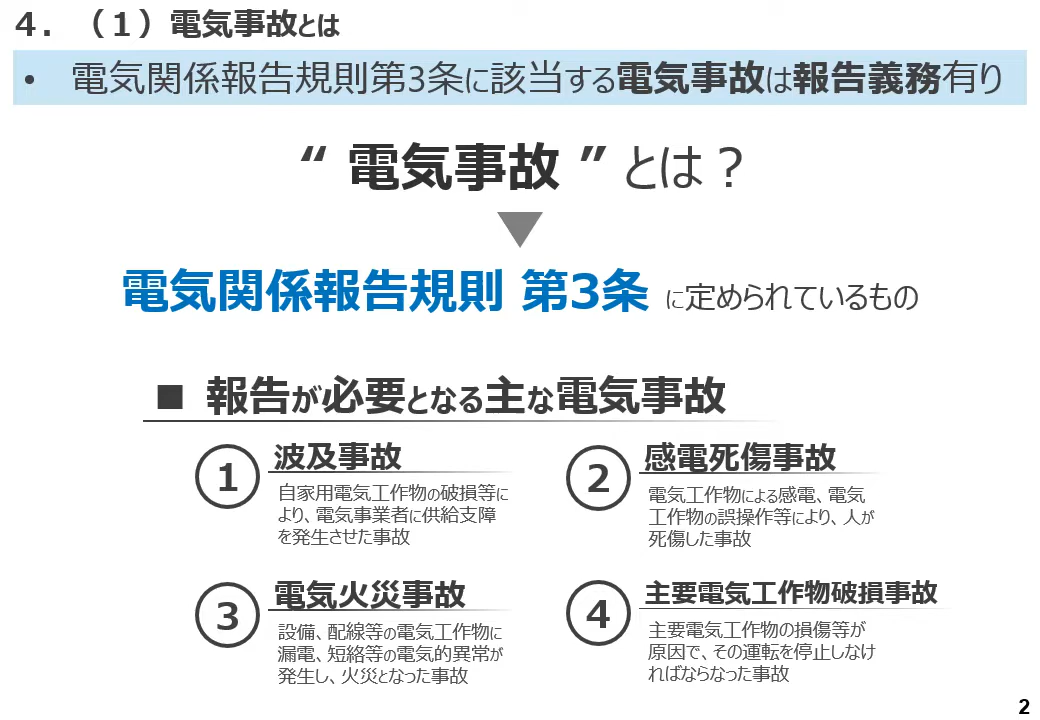 ４．（１）電気事故とは
• 電気関係報告規則第3条に該当する電気事故は報告義務有り
“ 電気事故 ” とは？
▼
電気関係報告規則 第3条 に定められているもの
■ 報告が必要となる主な電気事故
① 波及事故
自家用電気工作物の破損等に
より、電気事業者に供給支障
を発生させた事故
② 感電死傷事故
電気工作物による感電、電気
工作物の誤操作等により、人が
死傷した事故
③ 電気火災事故
設備、配線等の電気工作物に
漏電、短絡等の電気的異常が
発生し、火災となった事故
④ 主要電気工作物破損事故
主要電気工作物の損傷等が
原因で、その運転を停止しなけ
ればならなった事故
2